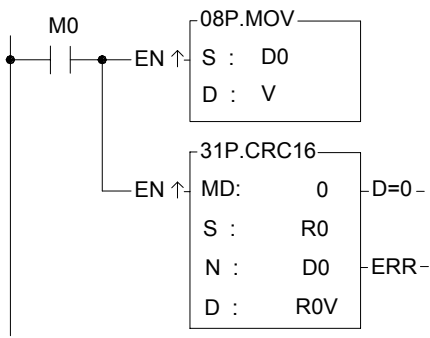 M0
08P.MOV
EN ↑ S : D0
D : V
31P.CRC16
EN ↑ MD: 0 D=0
S : R0
N : D0 ERR
D : R0V